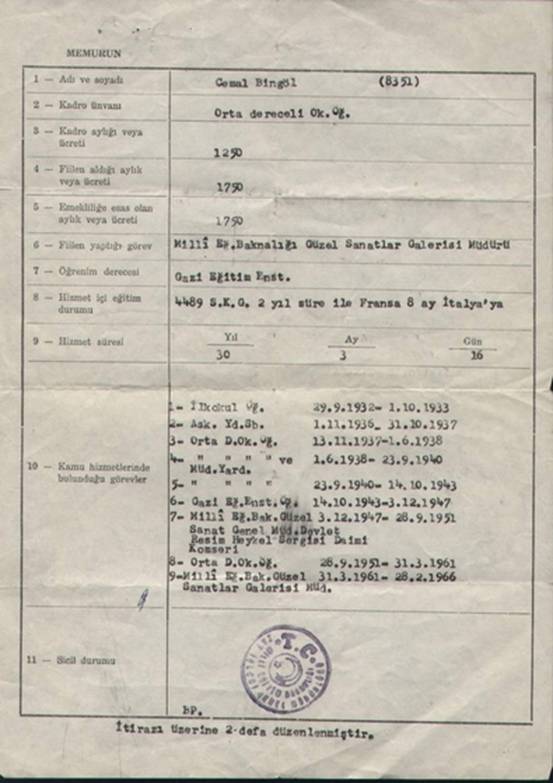 MEMURUN
1 — Adı ve soyadı Cemal Bingöl (8351)
2 — Kadro ünvanı Orta dereceli Ok.Öğ.
3 — Kadro aylığı veya
ücreti 1250
4 — Fiilen aldığı aylık
veya ücreti 1750
5 — Emekliliğe esas olan
aylık veya ücreti 1750
6 — Fiilen yaptığı görev Millî Eğ.Baknalığı Güzel Sanatlar Galerisi Müdürü
7 — Öğrenim derecesi Gazi Eğitim Enst.
8 — Hizmet içi eğitim
durumu 4489 S.K.G. 2 yıl süre ile Fransa 8 ay İtalya'ya
9 — Hizmet süresi Yıl Ay Gün
30 3 16
10 — Kamu hizmetlerinde
bulunduğu görevler
1- İlkokul Öğ. 29.9.1932- 1.10.1933
2- Ask. Yd.Sb. 1.11.1936_ 31.10.1937
3- Orta D.Ok.Öğ. 13.11.1937-1.6.1938
4- " " " " ve 1.6.1938- 23.9.1940
Müd.Yard.
5- " " " " 23.9.1940- 14.10.1943
6- Gazi Eğ.Enst.Öğ. 14.10.1943-3.12.1947
7- Millî Eğ.Bak.Güzel 3.12.1947- 28.9.1951
Sanat Genel Müd.Devlet
Resim Heykel Sergisi Daimi
Komseri
8- Orta D.Ok.Öğ. 28.9.1951- 31.3.1961
9-Millî Eğ.Bak.Güzel 31.3.1961- 28.2.1966
Sanatlar Galerisi Müd.
11 — Sicil durumu
T.C.
BP.
İtirazı üzerine 2-defa düzenlenmiştir.